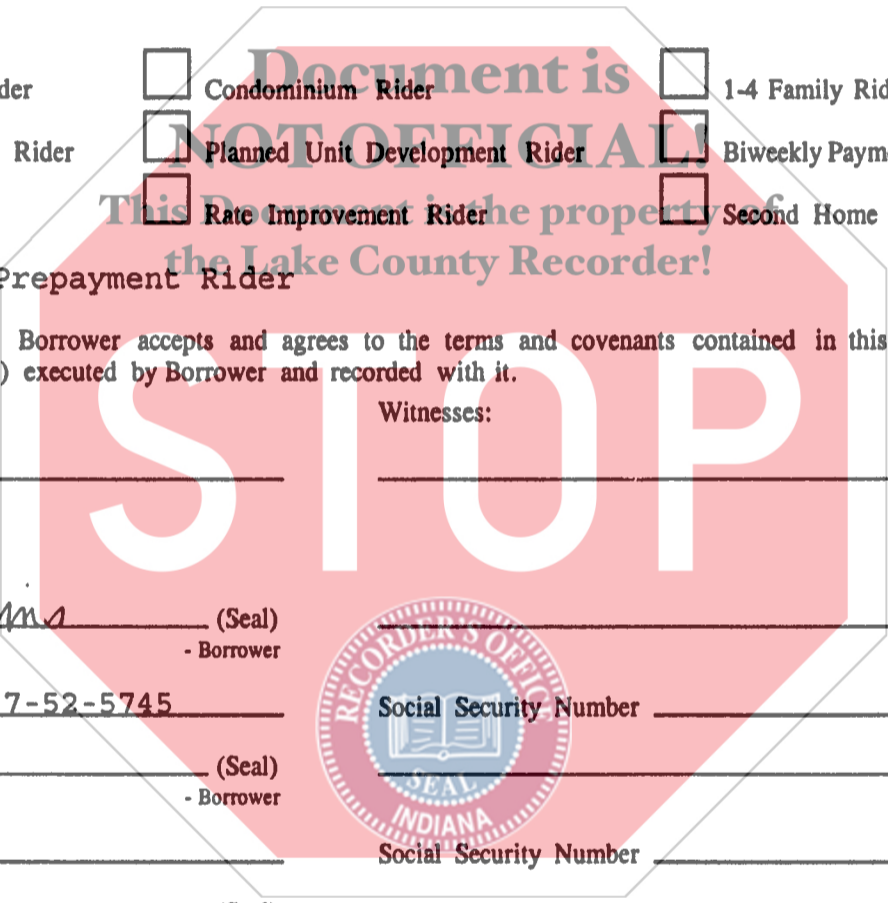 Document is
der Condominium Rider 1-4 Family Rid
NOT OFFICIAL!
Rider Planned Unit Development Rider Biweekly Paym
This Document is the property of
Rate Improvement Rider Second Home
the Lake County Recorder!
Prepayment Rider
Borrower accepts and agrees to the terms and covenants contained in this
) executed by Borrower and recorded with it.
Witnesses:
STOP
(Seal)
- Borrower
RECORDER'S OFFICE
7-52-5745 Social Security Number
(Seal)
- Borrower
SEAL
INDIANA
Social Security Number